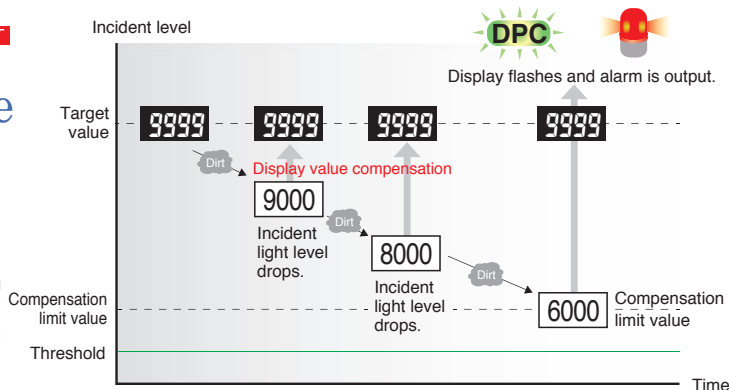 T
e
Incident level
DPC
Display flashes and alarm is output.
Target
value
9999
9999
9999
9999
Dirt
Display value compensation
9000
Incident
light level
drops.
Dirt
8000
Incident
light level
drops.
Dirt
6000
Compensation
limit value
Compensation
limit value
Threshold
Time